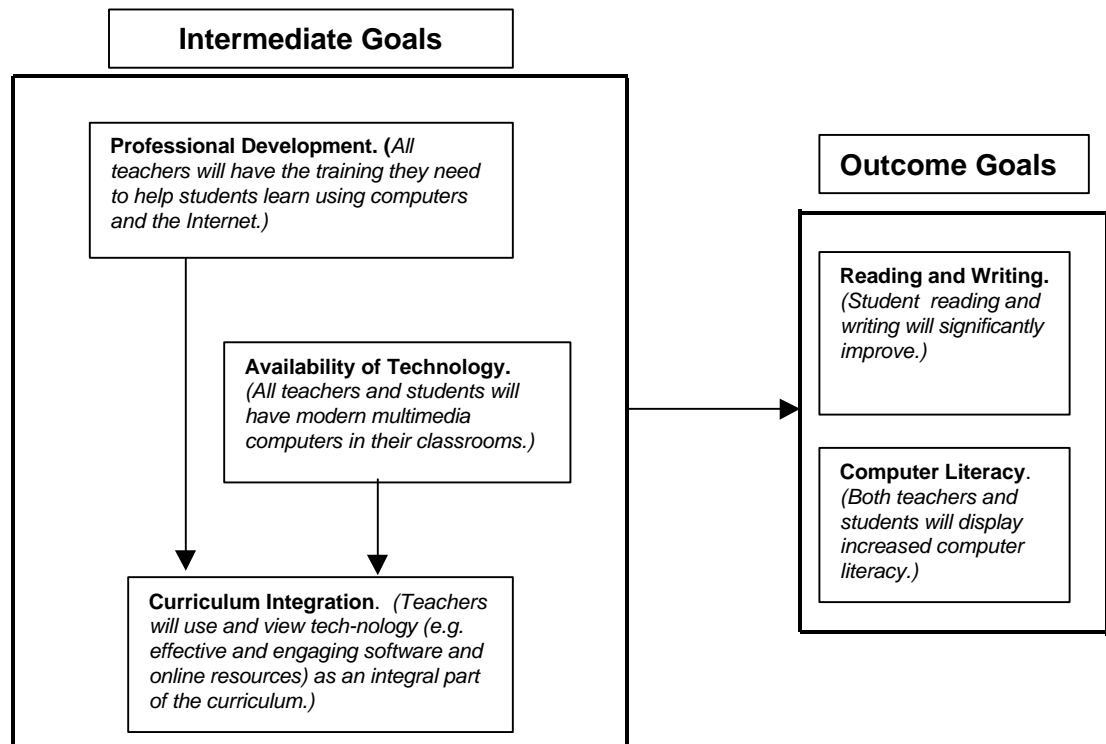 Intermediate Goals
Professional Development. (All
teachers will have the training they need
to help students learn using computers
and the Internet.)
Availability of Technology.
(All teachers and students will
have modern multimedia
computers in their classrooms.)
Curriculum Integration.  (Teachers
will use and view tech-nology (e.g.
effective and engaging software and
online resources) as an integral part
of the curriculum.)
Outcome Goals
Reading and Writing.
(Student  reading and
writing will significantly
improve.)
Computer Literacy.
(Both teachers and
students will display
increased computer
literacy.)